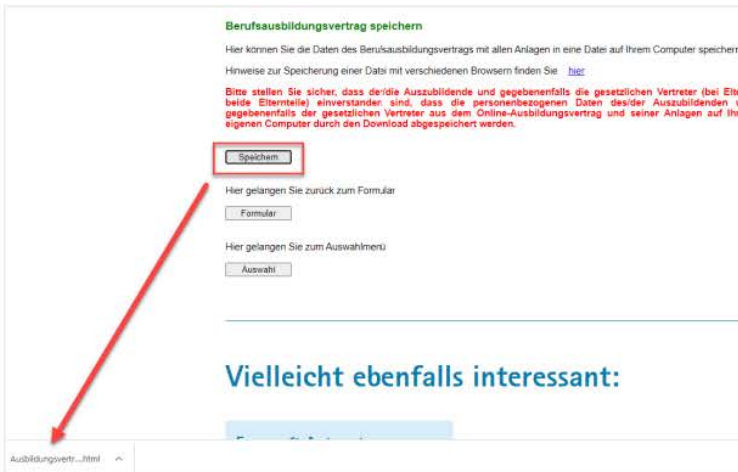 Berufsausbildungsvertrag speichern
Hier können Sie die Daten des Berufsausbildungsvertrags mit allen Anlagen in eine Datei auf Ihrem Computer speichern
Hinweise zur Speicherung einer Datei mit verschiedenen Browsern finden Sie hier
Bitte stellen Sie sicher, dass der/die Auszubildende und gegebenenfalls die gesetzlichen Vertreter (bei Elte
beide Elternteile) einverstanden sind, dass die personenbezogenen Daten des/der Auszubildenden
gegebenenfalls der gesetzlichen Vertreter aus dem Online-Ausbildungsvertrag und seiner Anlagen auf Ihr
eigenen Computer durch den Download abgespeichert werden.
Speichern
Hier gelangen Sie zurück zum Formular
Formular
Hier gelangen Sie zum Auswahlmenü
Auswahl
Vielleicht ebenfalls interessant:
Ausbildungsvertr....html